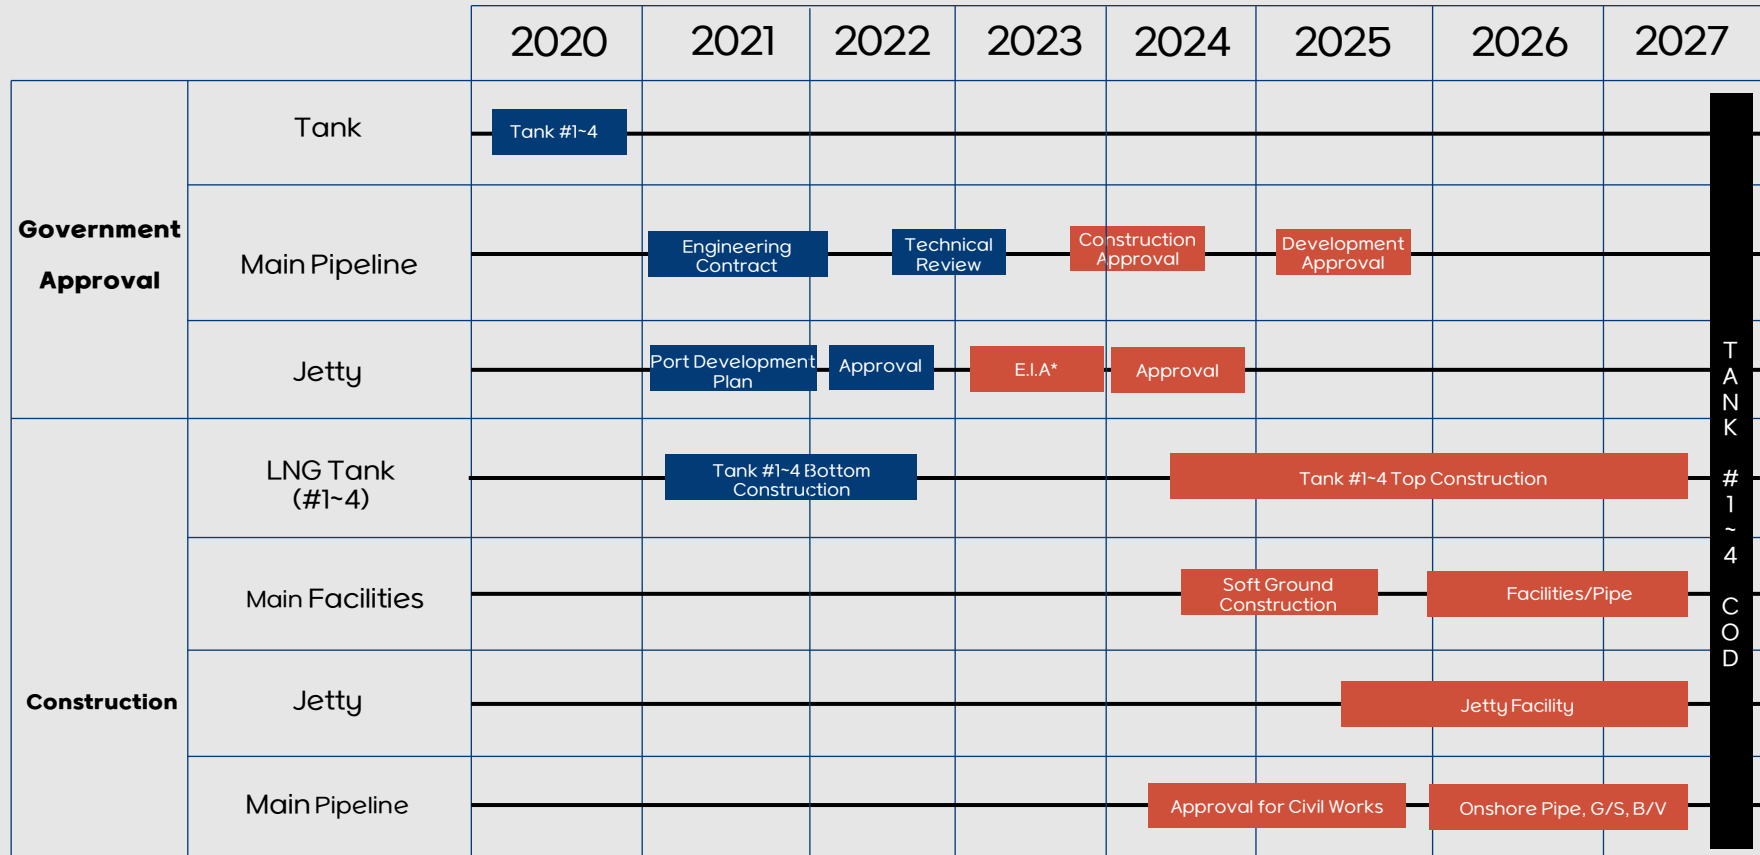 2020 2021 2022 2023 2024 2025 2026 2027
Government
Approval
Tank
Tank #1~4
Main Pipeline
Engineering
Contract
Technical
Review
Construction
Approval
Development
Approval
Jetty
Port Development
Plan
Approval
E.I.A*
Approval
Construction
LNG Tank
(#1~4)
Tank #1~4 Bottom
Construction
Tank #1~4 Top Construction
Main Facilities
Soft Ground
Construction
Facilities/Pipe
Jetty
Jetty Facility
Main Pipeline
Approval for Civil Works
Onshore Pipe, G/S, B/V
TANK #1~4 COD